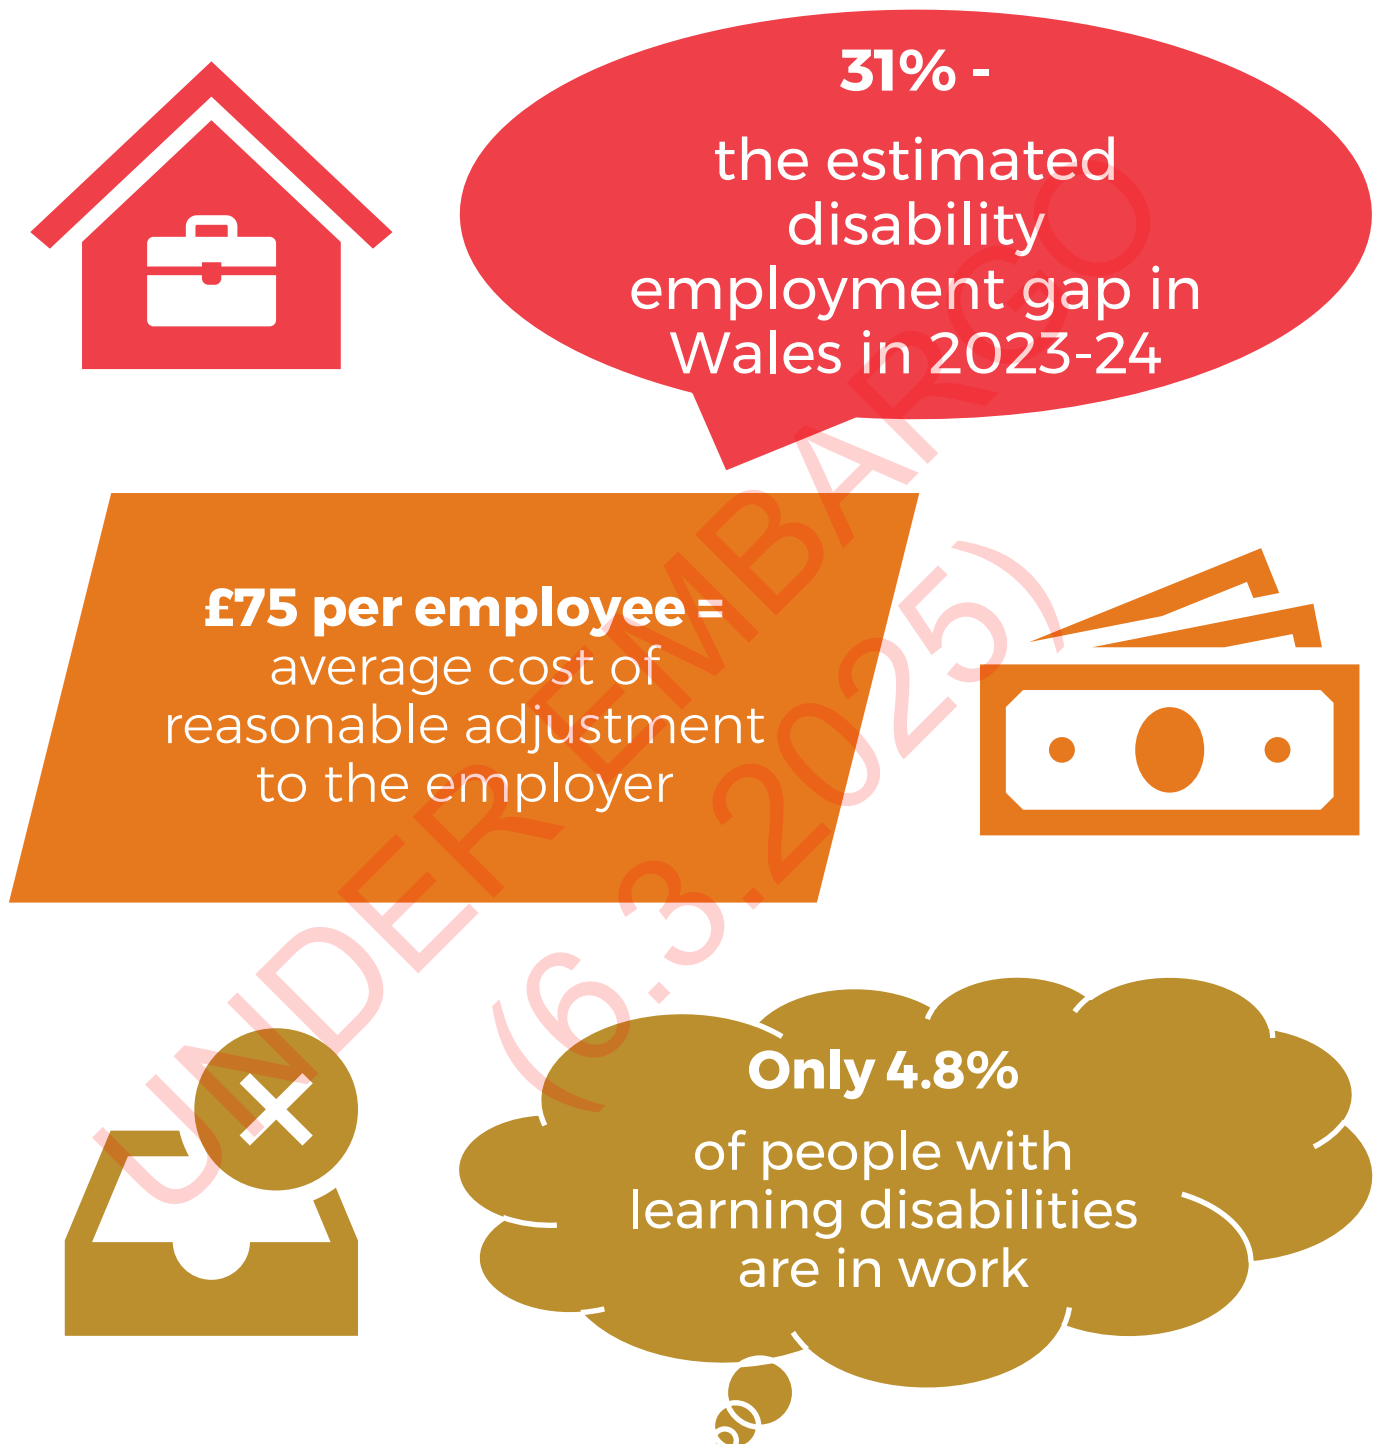 31% -
the estimated
disability
employment gap in
Wales in 2023-24
£75 per employee =
average cost of
reasonable adjustment
to the employer
Only 4.8%
of people with
learning disabilities
are in work
UNDER EMBARGO
(6.3.2025)